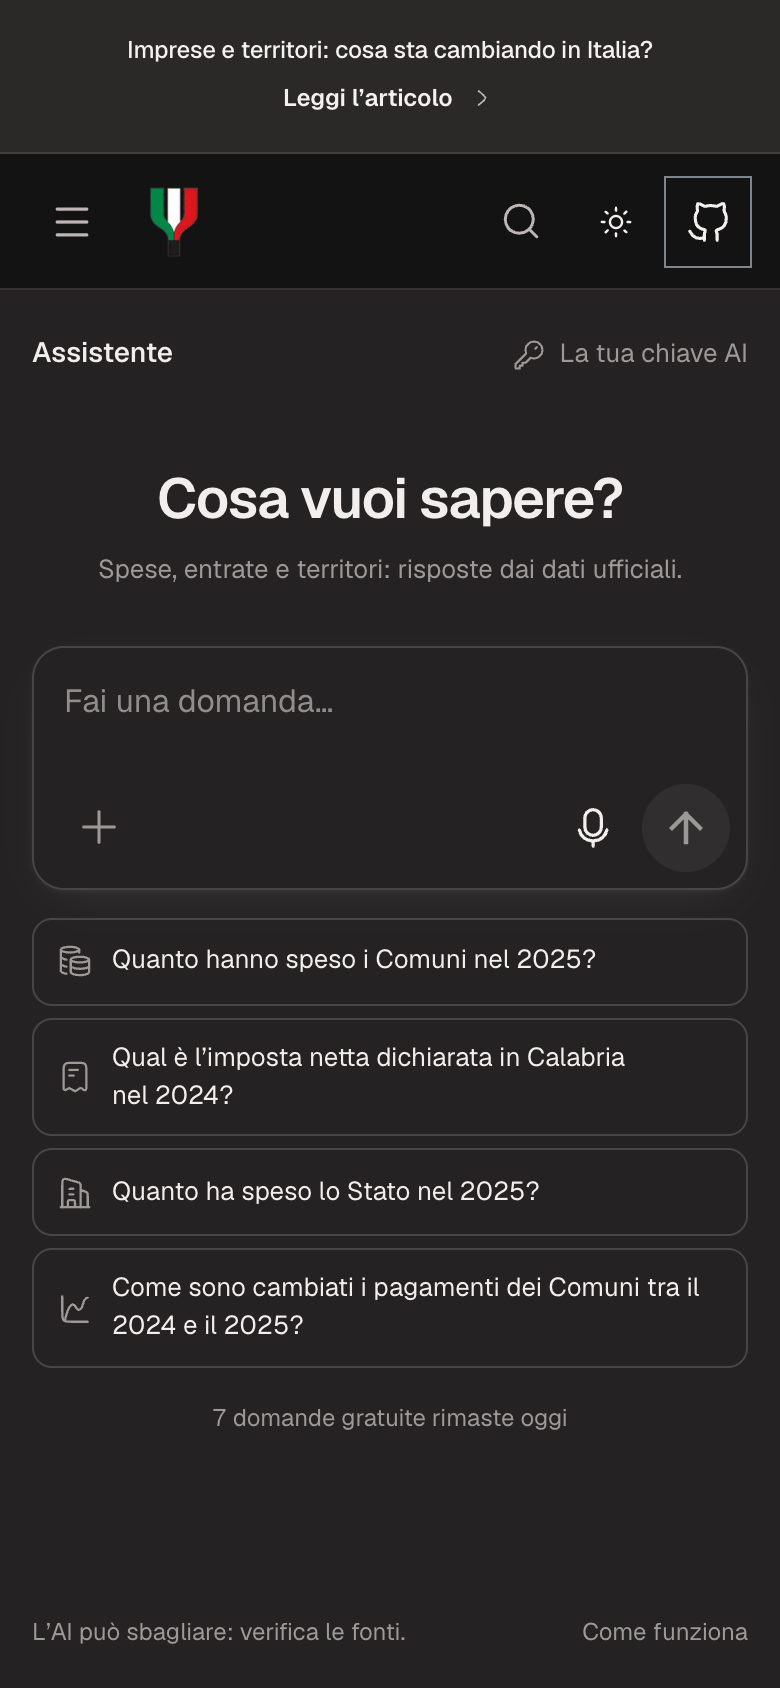 Imprese e territori: cosa sta cambiando in Italia?
Leggi l’articolo
Assistente
La tua chiave AI
Cosa vuoi sapere?
Spese, entrate e territori: risposte dai dati ufficiali.
Fai una domanda…
Quanto hanno speso i Comuni nel 2025?
Qual è l’imposta netta dichiarata in Calabria
nel 2024?
Quanto ha speso lo Stato nel 2025?
Come sono cambiati i pagamenti dei Comuni tra il
2024 e il 2025?
7 domande gratuite rimaste oggi
L’AI può sbagliare: verifica le fonti.
Come funziona